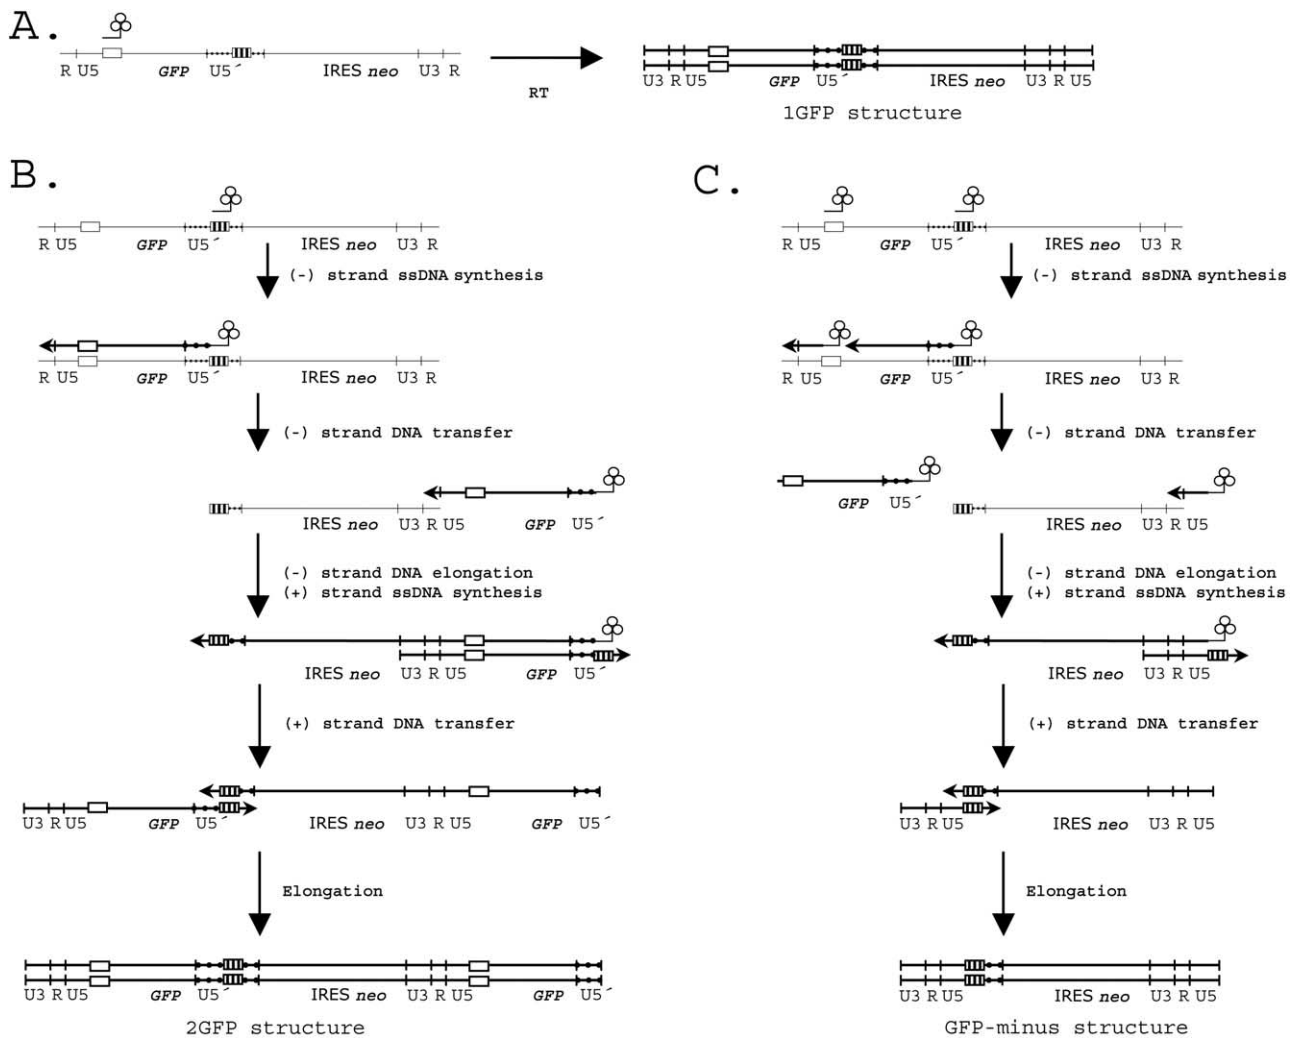 A.
R U5 GFP U5´ IRES neo U3 R
RT
U3 R U5 GFP U5´ IRES neo U3 R U5
1GFP structure
B.
R U5 GFP U5´ IRES neo U3 R
(-) strand ssDNA synthesis
R U5 GFP U5´ IRES neo U3 R
(-) strand DNA transfer
IRES neo U3 R U5 GFP U5´
(-) strand DNA elongation
(+) strand ssDNA synthesis
IRES neo U3 R U5 GFP U5´
(+) strand DNA transfer
U3 R U5 GFP U5´ IRES neo U3 R U5 GFP U5´
Elongation
U3 R U5 GFP U5´ IRES neo U3 R U5 GFP U5´
2GFP structure
C.
R U5 GFP U5´ IRES neo U3 R
(-) strand ssDNA synthesis
R U5 GFP U5´ IRES neo U3 R
(-) strand DNA transfer
GFP U5´
IRES neo U3 R U5
(-) strand DNA elongation
(+) strand ssDNA synthesis
IRES neo U3 R U5
(+) strand DNA transfer
U3 R U5 IRES neo U3 R U5
Elongation
U3 R U5 IRES neo U3 R U5
GFP-minus structure